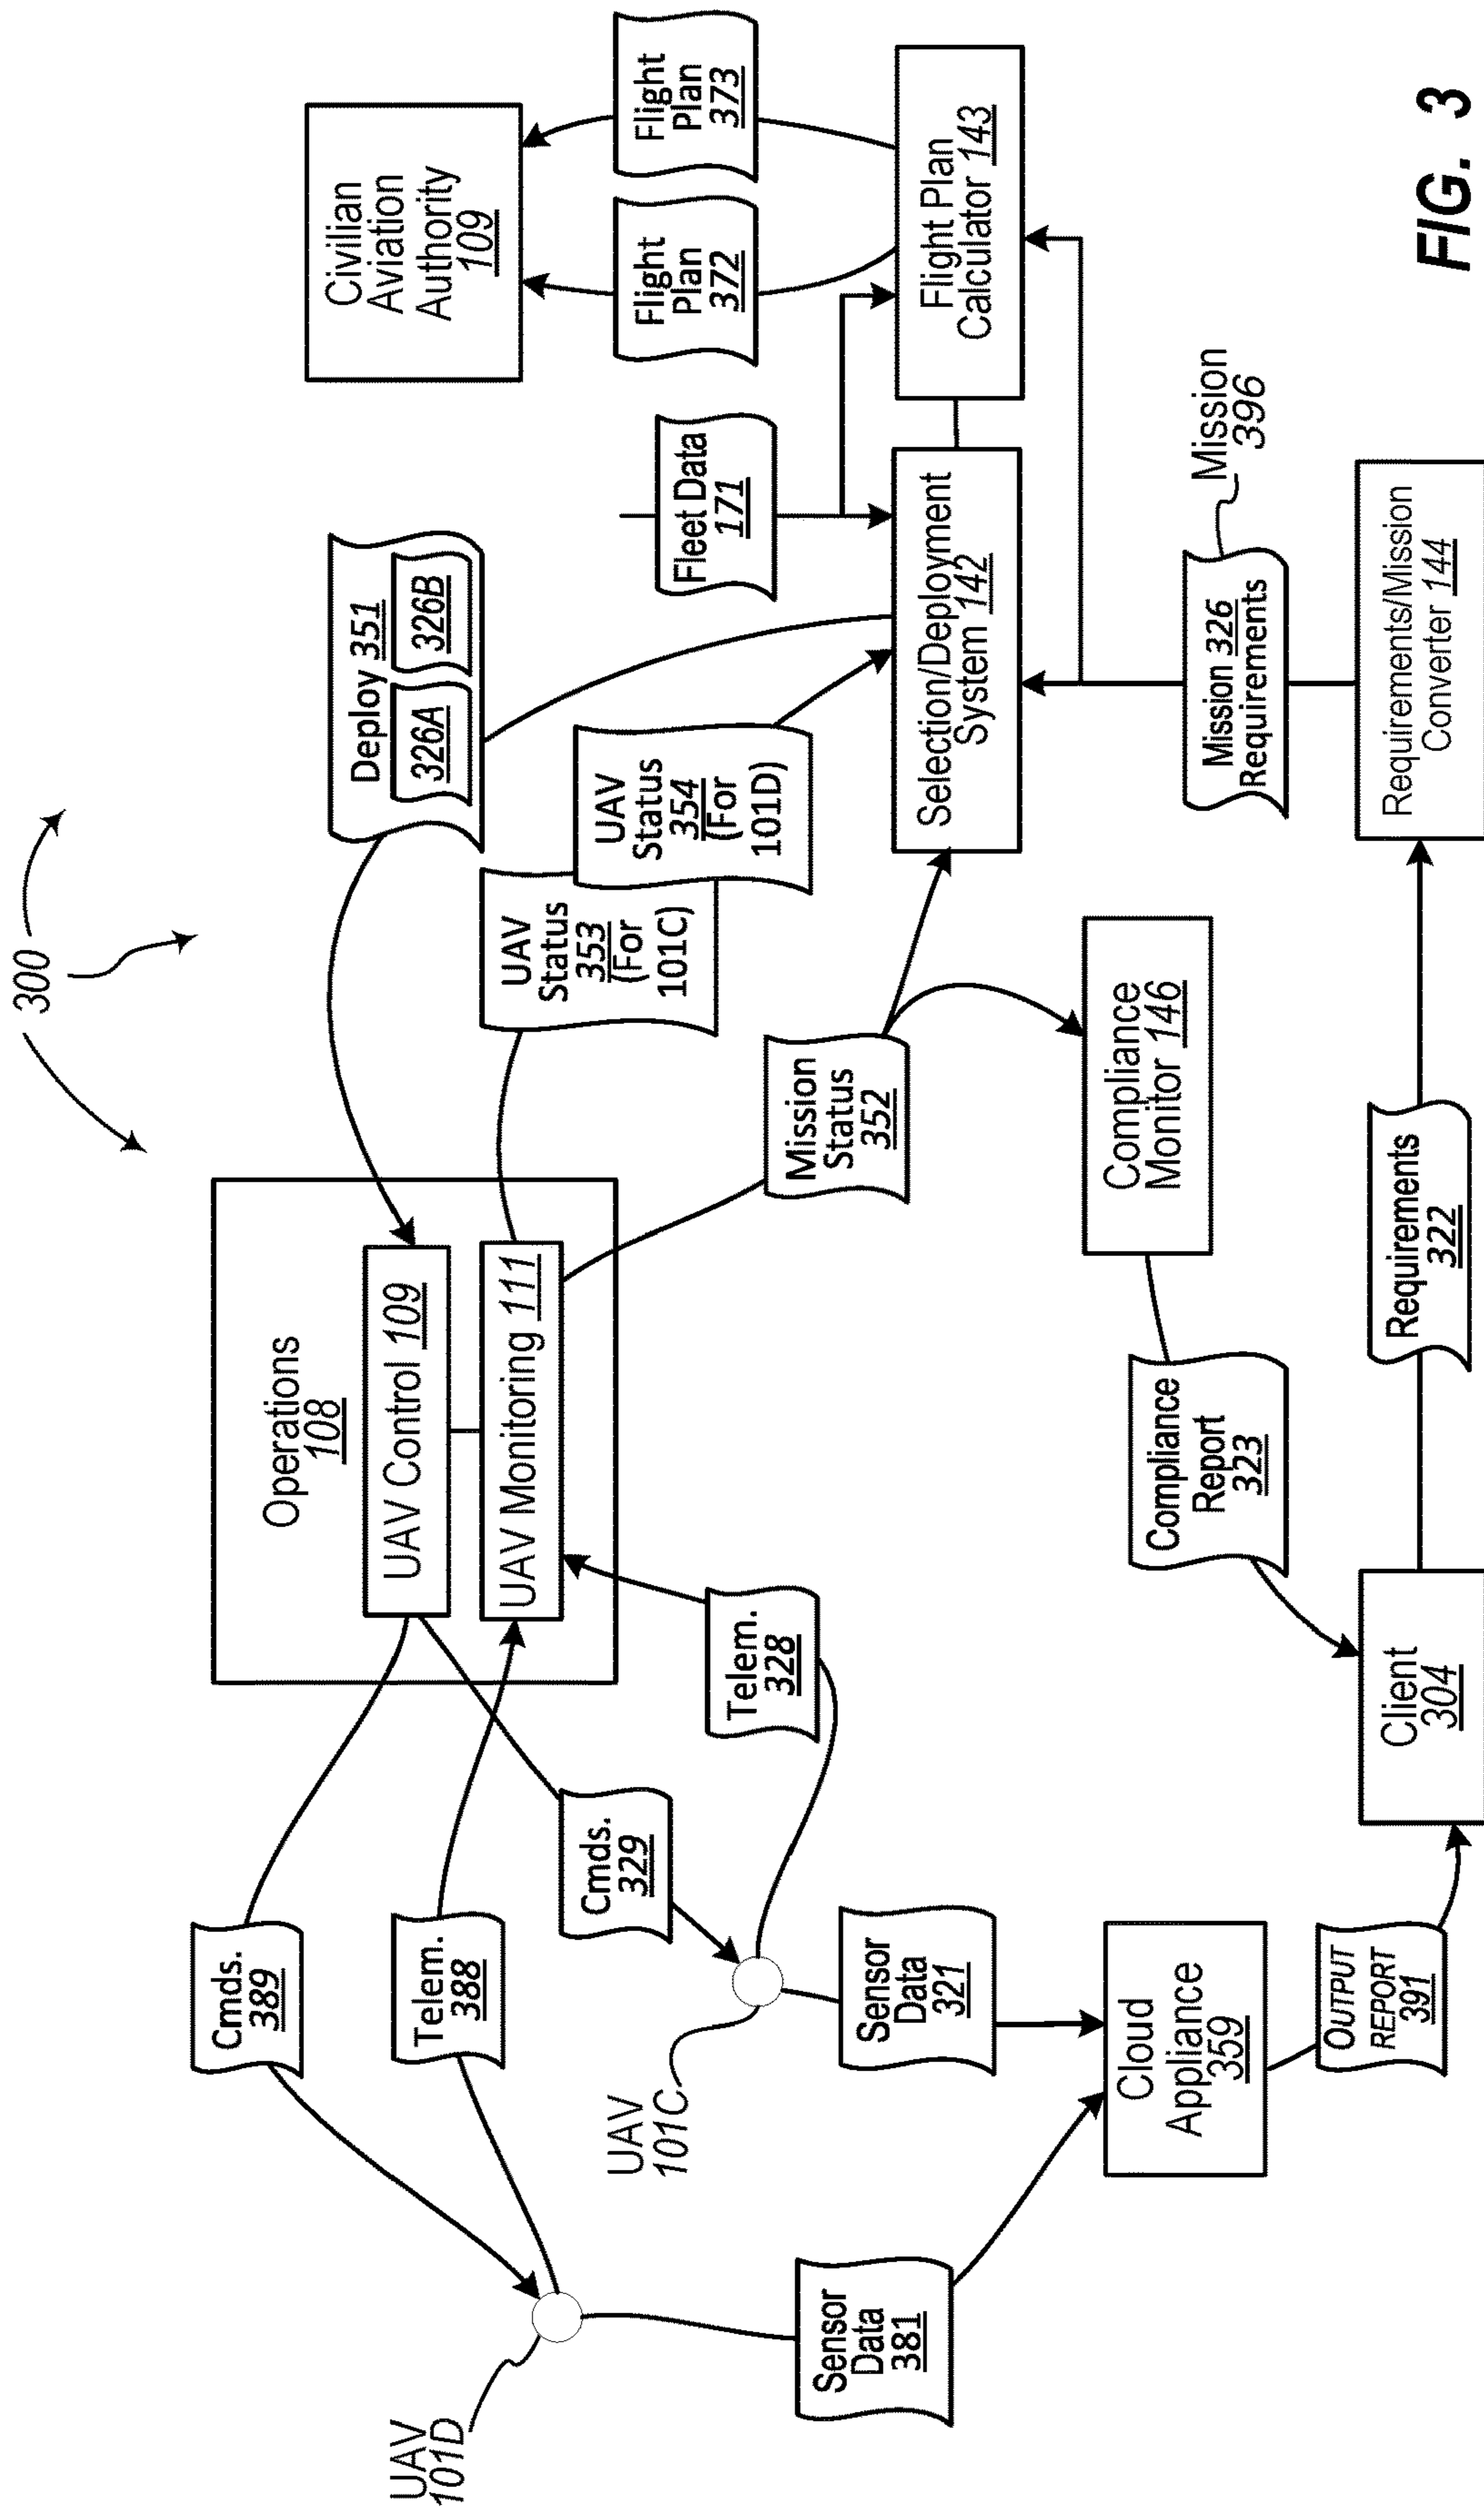 300
Civilian
Aviation
Authority
109
Flight
Plan
373
Flight
Plan
372
Flight Plan
Calculator 143
Fleet Data
171
Deploy 351
326A
326B
Selection/Deployment
System 142
UAV
Status
354
(For
101D)
UAV
Status
353
(For
101C)
Operations
108
UAV Control 109
UAV Monitoring 111
Mission
Status
352
Mission
396
Mission 326
Requirements
Requirements/Mission
Converter 144
Compliance
Monitor 146
Compliance
Report
323
Requirements
322
Client
304
Cmds.
389
Telem.
388
Cmds.
329
Telem.
328
UAV
101D
UAV
101C
Sensor
Data
381
Sensor
Data
321
Cloud
Appliance
359
OUTPUT
REPORT
391
FIG. 3